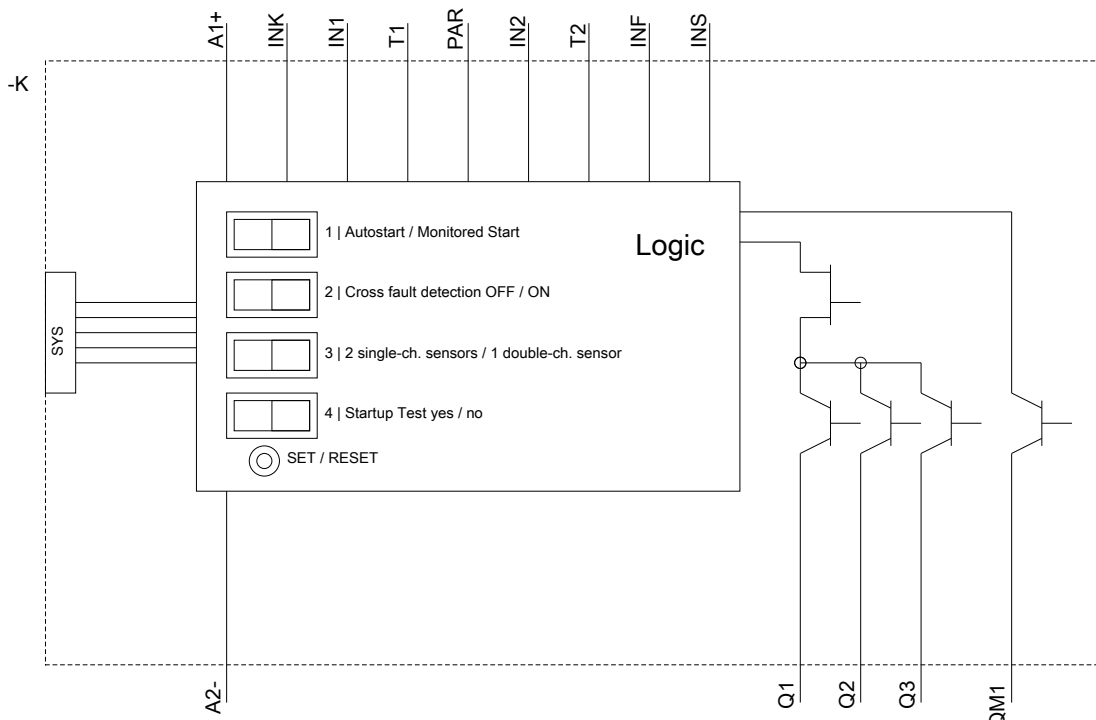 A1+
INK
IN1
T1
PAR
IN2
T2
INF
INS
-K
1 | Autostart / Monitored Start
Logic
2 | Cross fault detection OFF / ON
SYS
3 | 2 single-ch. sensors / 1 double-ch. sensor
4 | Startup Test yes / no
SET / RESET
A2-
Q1
Q2
Q3
QM1